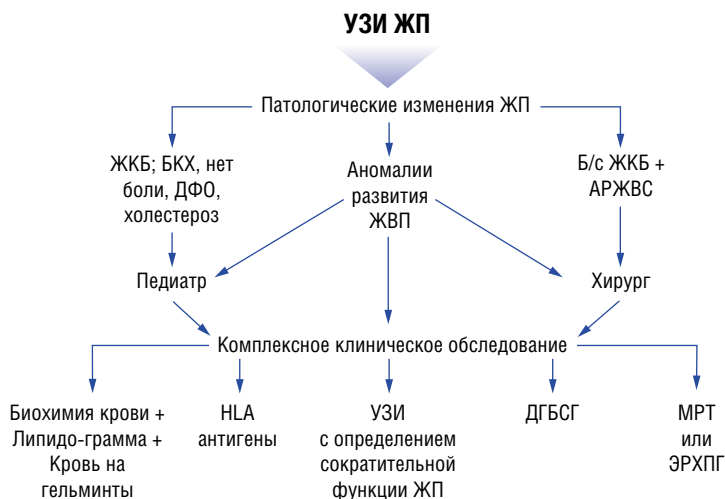 УЗИ ЖП
Патологические изменения ЖП
ЖКБ; БКХ, нет
боли, ДФО,
холестероз
Аномалии
развития
ЖВП
Б/с ЖКБ +
АРЖВС
Педиатр
Хирург
Комплексное клиническое обследование
Биохимия крови +
Липидо-грамма +
Кровь на
гельминты
HLA
антигены
УЗИ
с определением
сократительной
функции ЖП
ДГБСГ
МРТ
или
ЭРХПГ